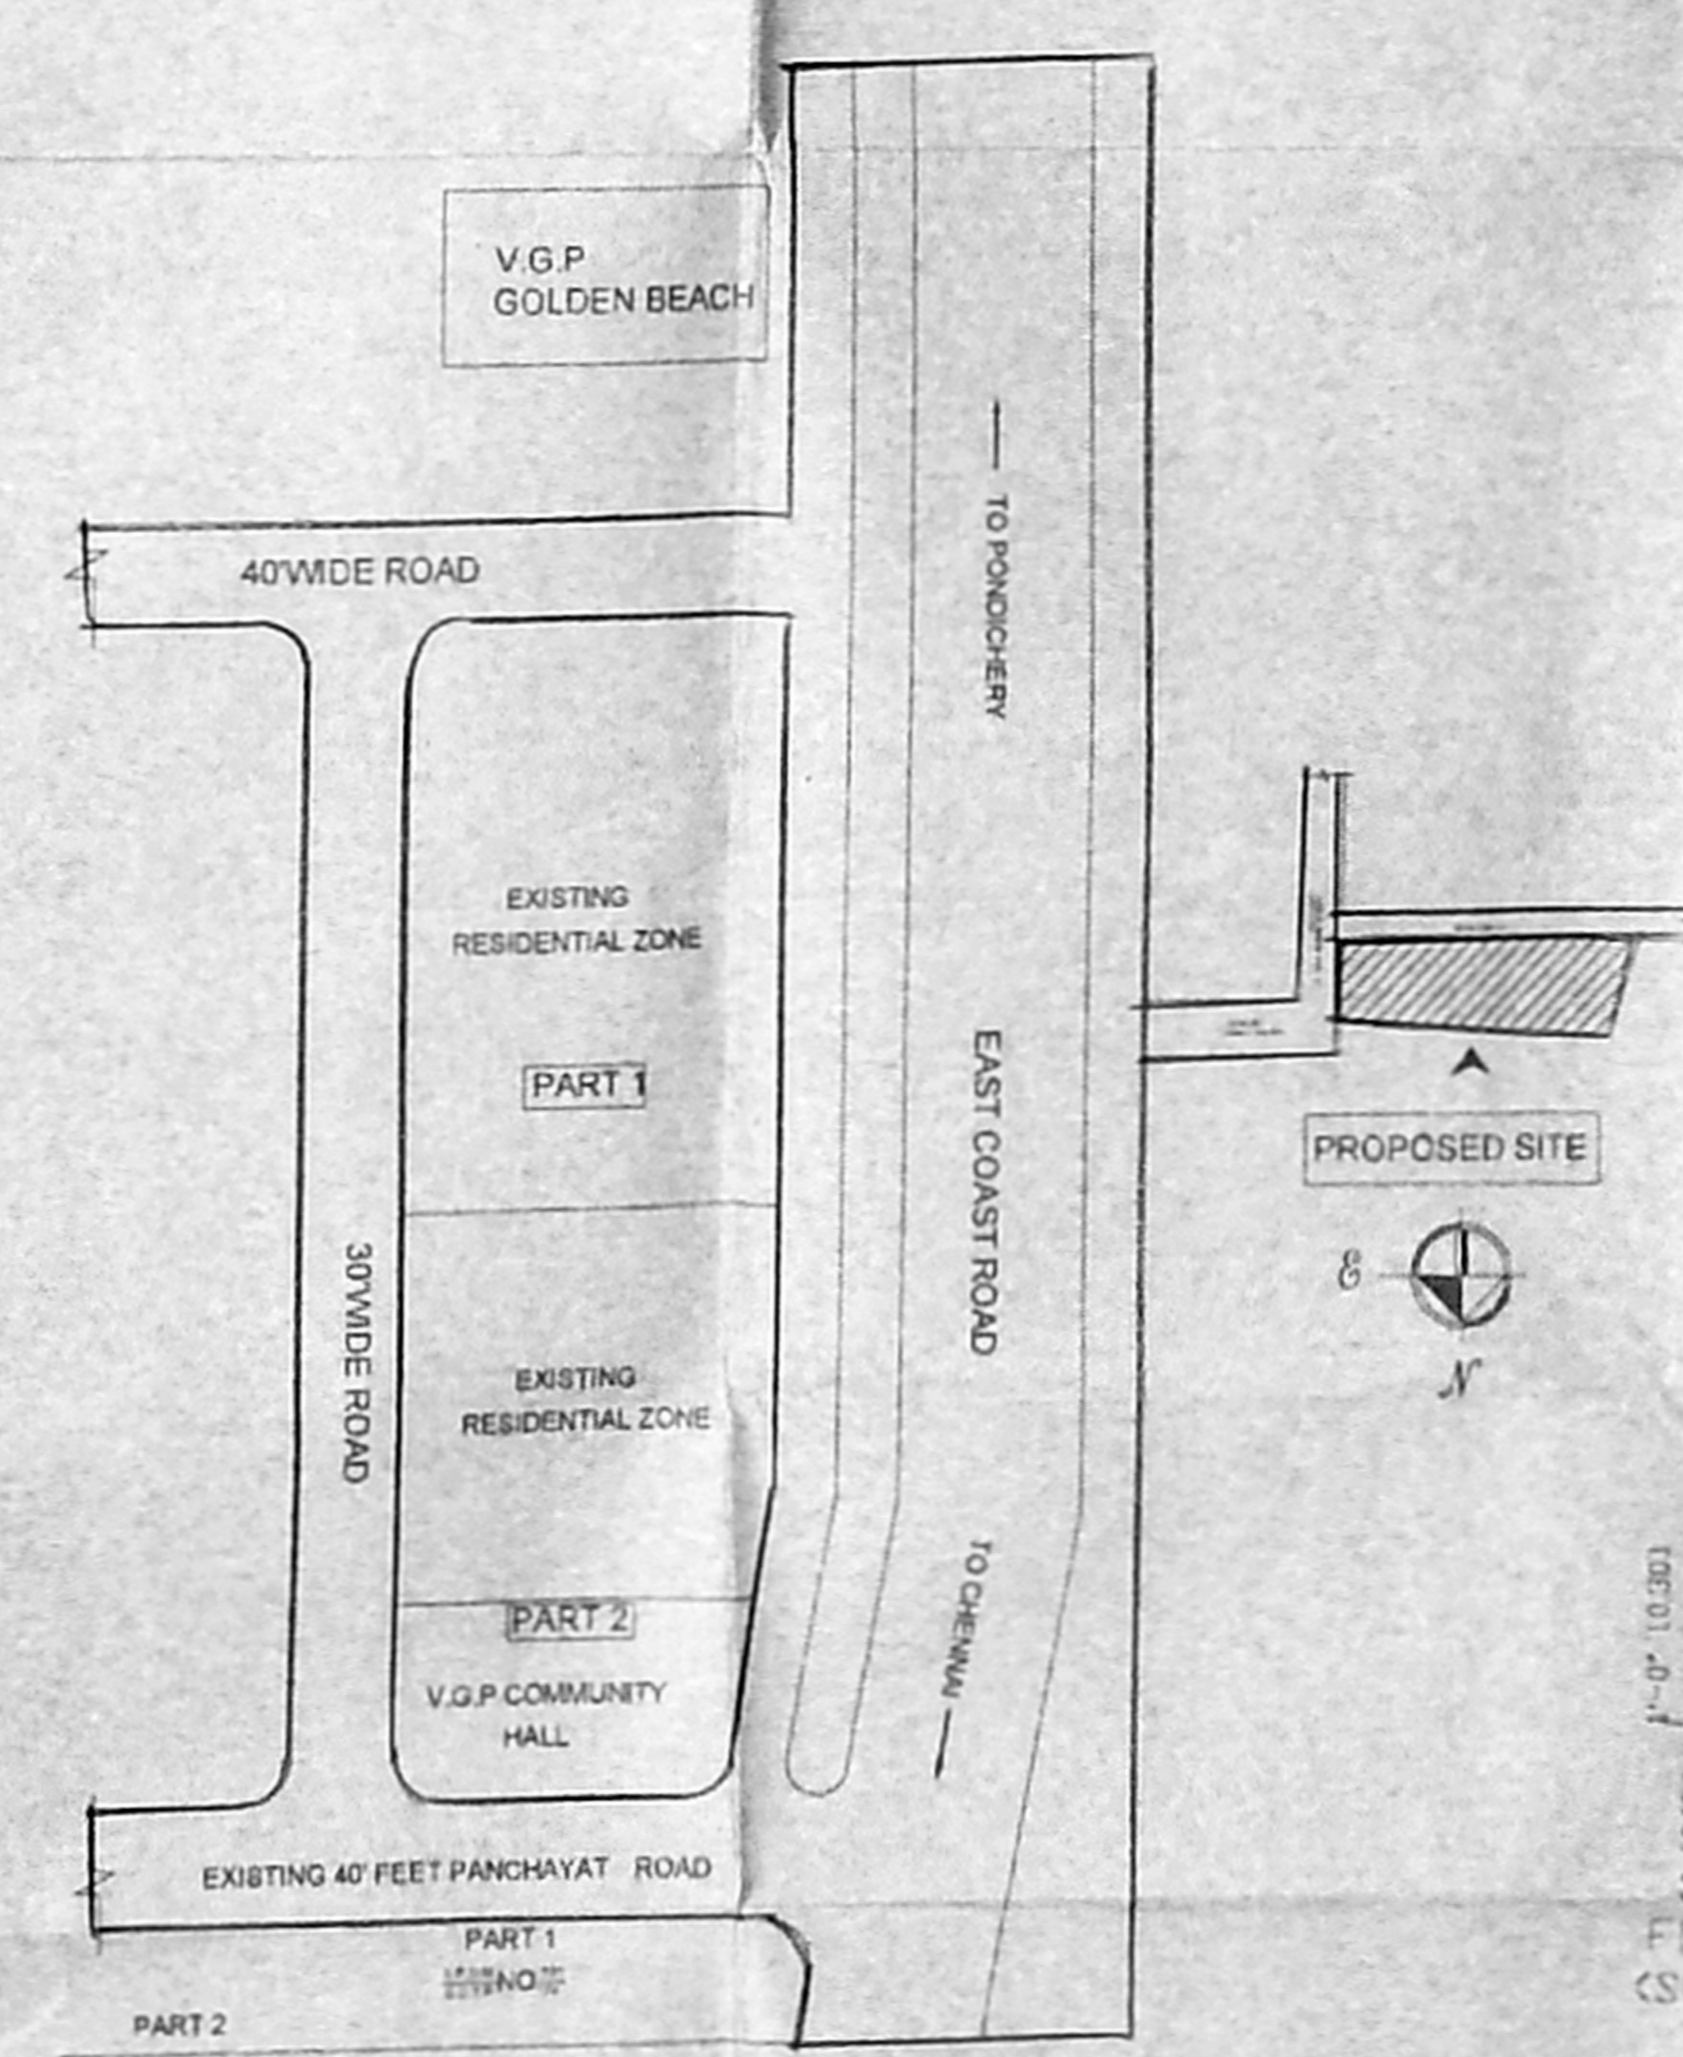 V.G.P
GOLDEN BEACH
40'WIDE ROAD
TO PONDICHERY
EXISTING
RESIDENTIAL ZONE
PART 1
EAST COAST ROAD
PROPOSED SITE
E
N
30'WIDE ROAD
EXISTING
RESIDENTIAL ZONE
PART 2
V.G.P COMMUNITY
HALL
TO CHENNAI
EXISTING 40' FEET PANCHAYAT ROAD
PART 1
NO
PART 2